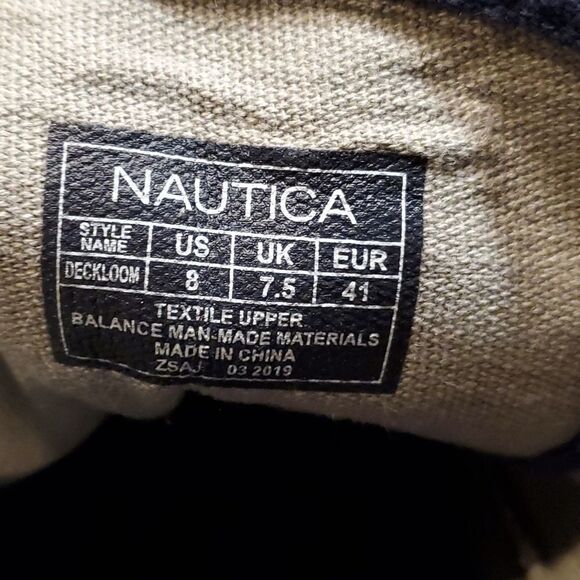 NAUTICA
STYLE NAME US UK EUR
DECKLOOM 8 7.5 41
TEXTILE UPPER
BALANCE MAN-MADE MATERIALS
MADE IN CHINA
ZSAJ 03 2019